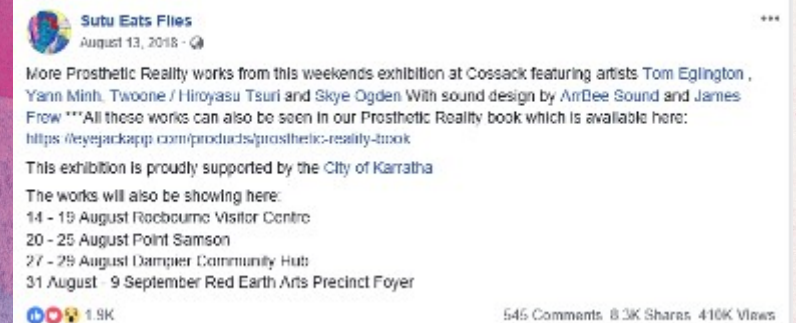 Sutu Eats Flies
August 13, 2018 ·
More Prosthetic Reality works from this weekends exhibition at Cossack featuring artists Tom Eglington ,
Yann Minh, Twoone / Hiroyasu Tsuri and Skye Ogden With sound design by ArrBee Sound and James
Frew ***All these works can also be seen in our Prosthetic Reality book which is available here:
https://eyejackapp.com/products/prosthetic-reality-book
This exhibition is proudly supported by the City of Karratha
The works will also be showing here:
14 - 19 August Roebourne Visitor Centre
20 - 25 August Point Samson
27 - 29 August Dampier Community Hub
31 August - 9 September Red Earth Arts Precinct Foyer
1.9K 545 Comments 8.3K Shares 410K Views